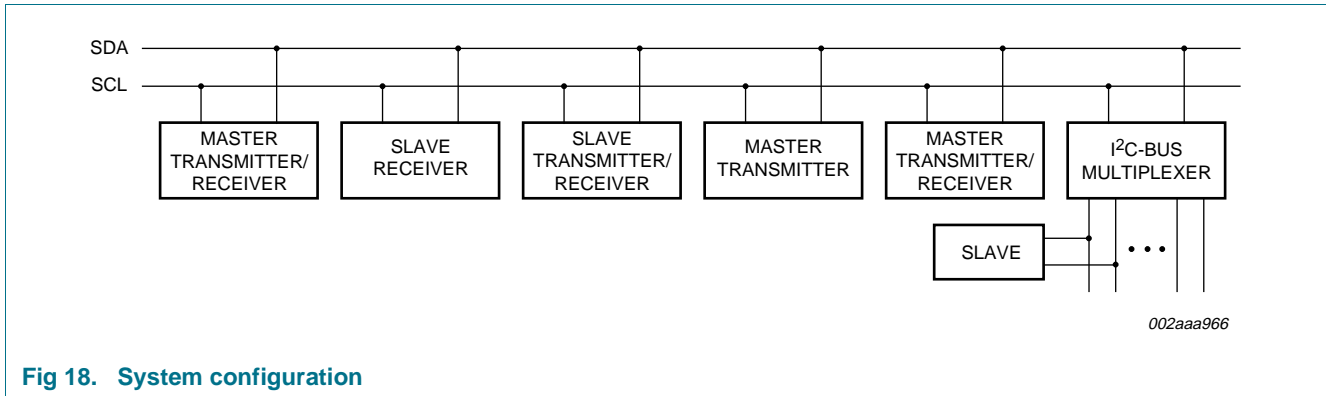 SDA
SCL
MASTER
TRANSMITTER/
RECEIVER
SLAVE
RECEIVER
SLAVE
TRANSMITTER/
RECEIVER
MASTER
TRANSMITTER
MASTER
TRANSMITTER/
RECEIVER
I²C-BUS
MULTIPLEXER
SLAVE
002aaa966
Fig 18. System configuration